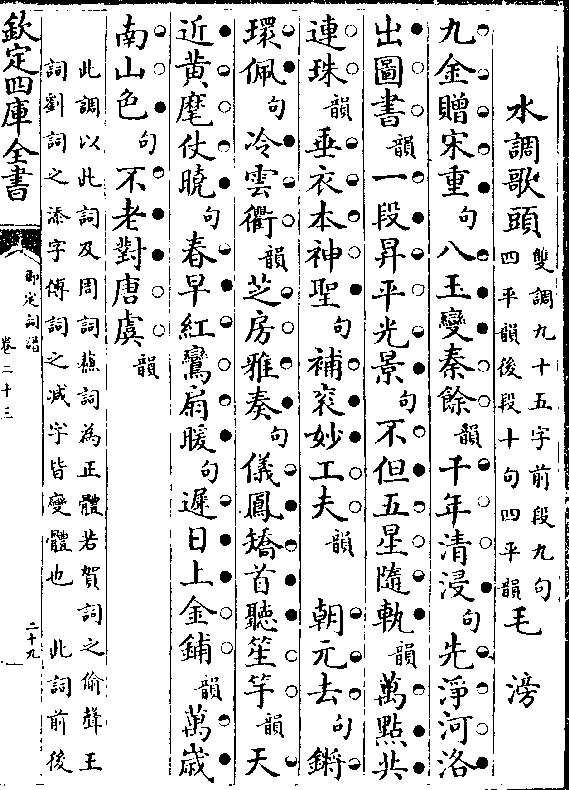 水調歌頭 雙調九十五字前段九句
四平韻後段十句四平韻 毛 滂
九金贈宋重 句 八玉變秦餘 韻 千年清浸 句 先淨河洛
出圖書 韻 一段昇平光景 句 不但五星隨軌 韻 萬點共
連珠 韻 垂衣本神聖 句 補衮妙工夫 韻 朝元去 句 鏘
環佩 句 冷雲衢 韻 芝房雅奏 句 儀鳳矯首聽笙竽 韻 天
近黃麾仗曉 句 春早紅鸞扇暖 句 遲日上金鋪 韻 萬歲
南山色 句 不老對唐虞 韻
此調以此詞及周詞蘇詞為正體若賀詞之偷聲王
詞劉詞之添字傅詞之减字皆變體也 此詞前後
欽定四庫全書
御定詞譜
卷二十三
二十九